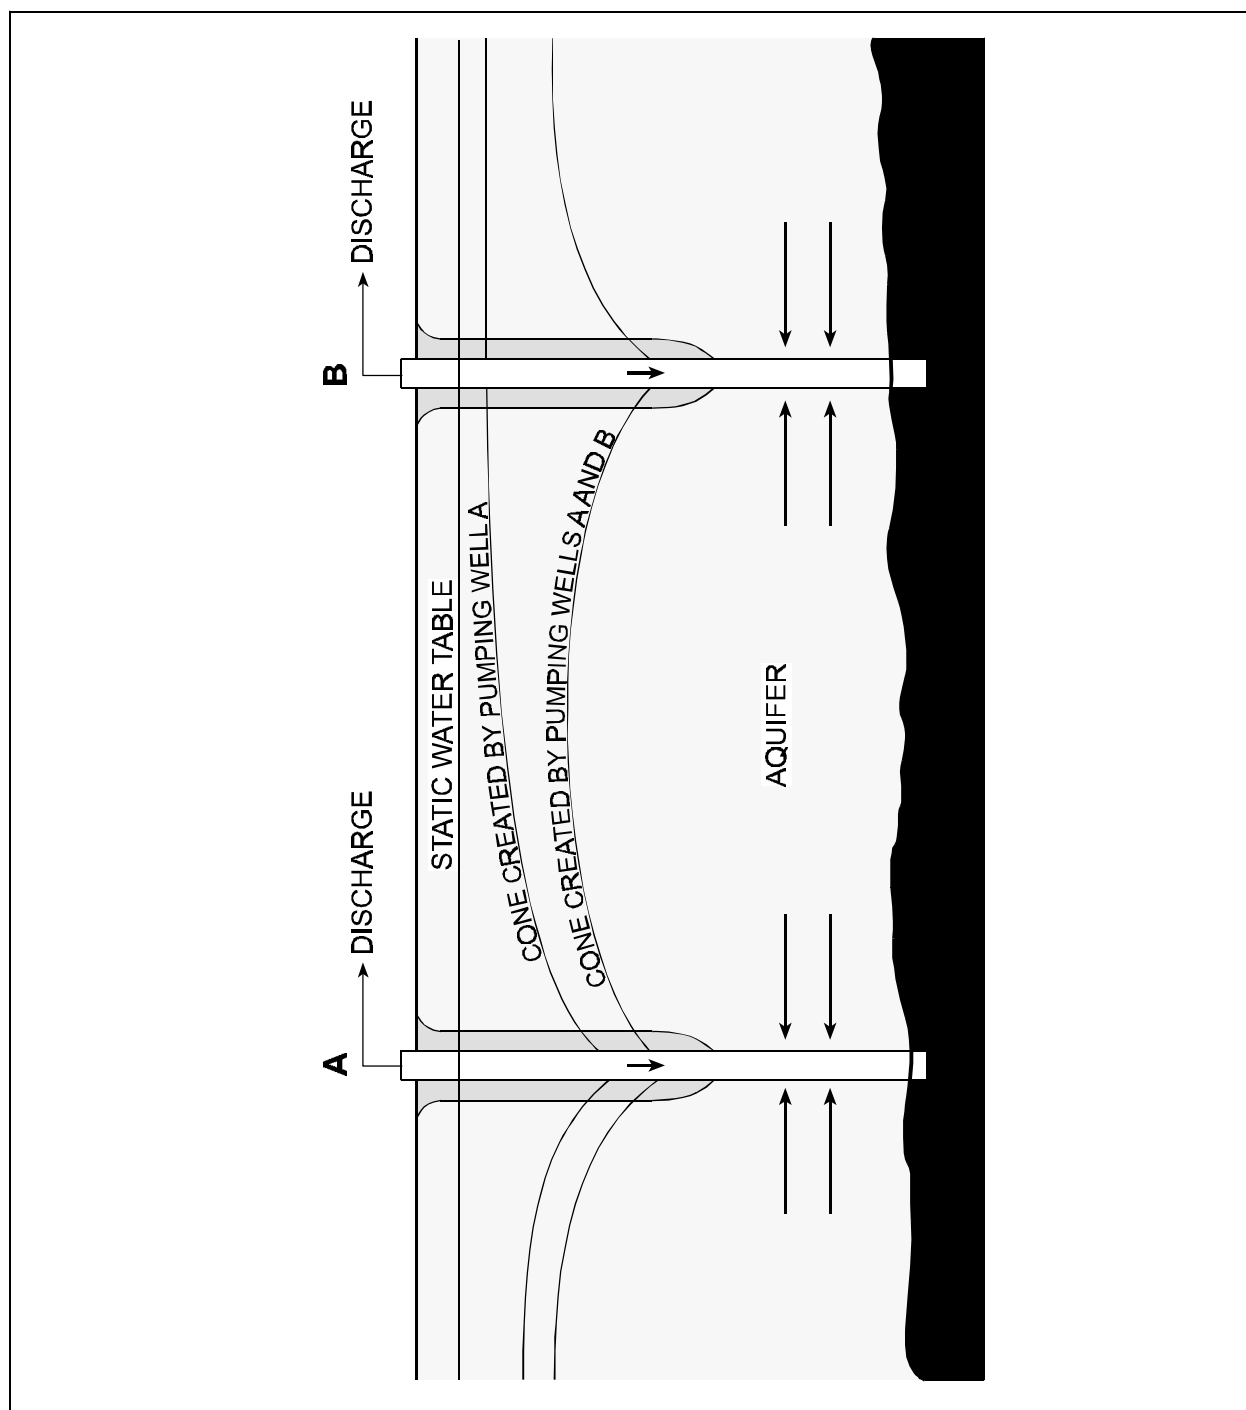 A
DISCHARGE
B
DISCHARGE
STATIC WATER TABLE
CONE CREATED BY PUMPING WELL A
CONE CREATED BY PUMPING WELLS A AND B
AQUIFER